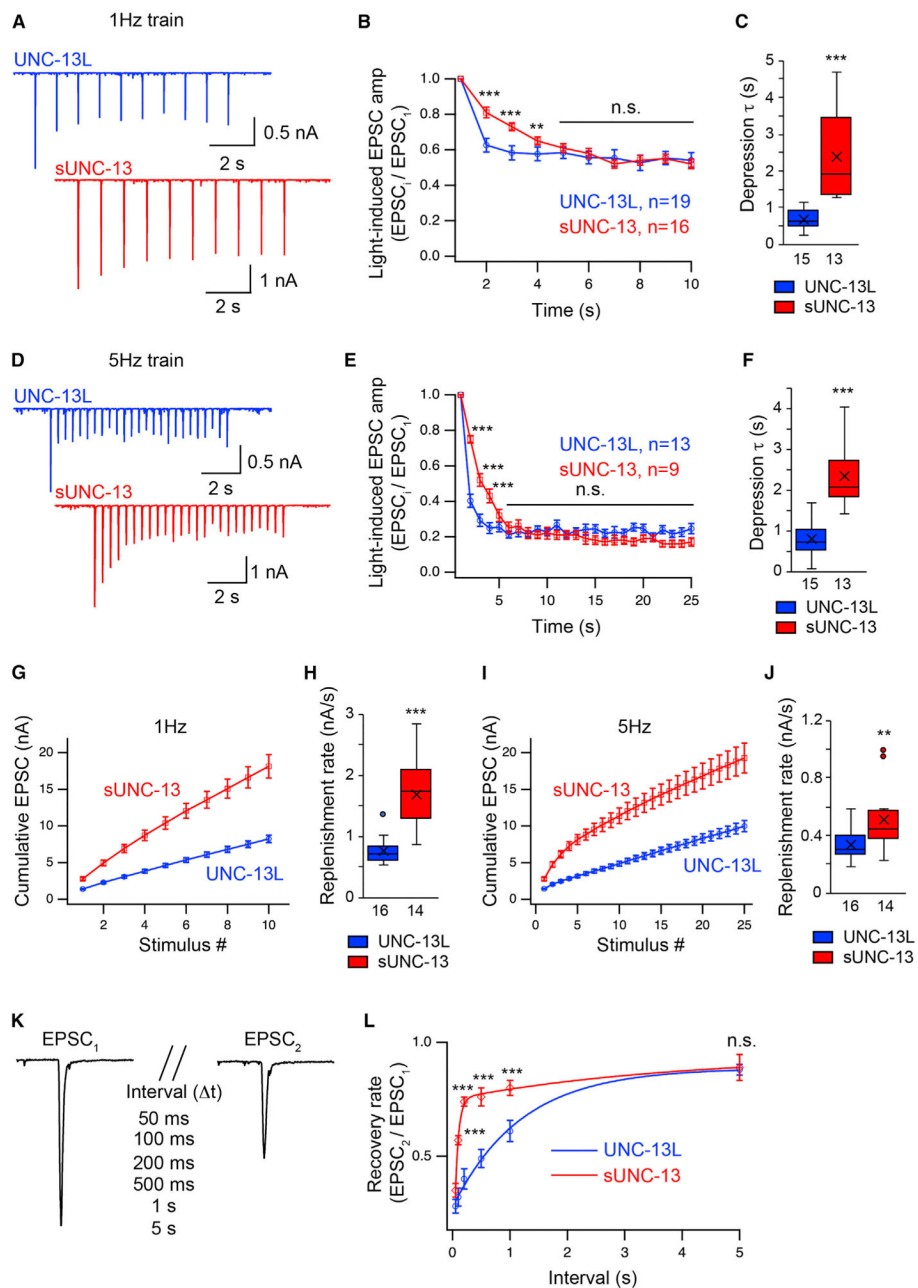 A
1Hz train
UNC-13L
0.5 nA
2 s
sUNC-13
1 nA
2 s
B
Light-induced EPSC amp
(EPSCi / EPSC1)
1.0
0.8
0.6
0.4
0.2
0.0
***
***
**
n.s.
UNC-13L, n=19
sUNC-13, n=16
2 4 6 8 10
Time (s)
C
Depression τ (s)
5
4
3
2
1
0
***
15 13
UNC-13L
sUNC-13
D
5Hz train
UNC-13L
0.5 nA
2 s
sUNC-13
1 nA
2 s
E
Light-induced EPSC amp
(EPSCi / EPSC1)
1.0
0.8
0.6
0.4
0.2
0.0
***
***
***
UNC-13L, n=13
sUNC-13, n=9
n.s.
5 10 15 20 25
Time (s)
F
Depression τ (s)
4
3
2
1
0
***
15 13
UNC-13L
sUNC-13
G
1Hz
Cumulative EPSC (nA)
20
15
10
5
0
sUNC-13
UNC-13L
2 4 6 8 10
Stimulus #
H
Replenishment rate (nA/s)
3
2
1
0
***
16 14
UNC-13L
sUNC-13
I
5Hz
Cumulative EPSC (nA)
20
15
10
5
0
sUNC-13
UNC-13L
0 5 10 15 20 25
Stimulus #
J
Replenishment rate (nA/s)
1.2
0.8
0.4
0
**
16 14
UNC-13L
sUNC-13
K
EPSC1
EPSC2
Interval (Δt)
50 ms
100 ms
200 ms
500 ms
1 s
5 s
L
Recovery rate
(EPSC2 / EPSC1)
1
0.5
***
***
***
***
n.s.
UNC-13L
sUNC-13
0 1 2 3 4 5
Interval (s)